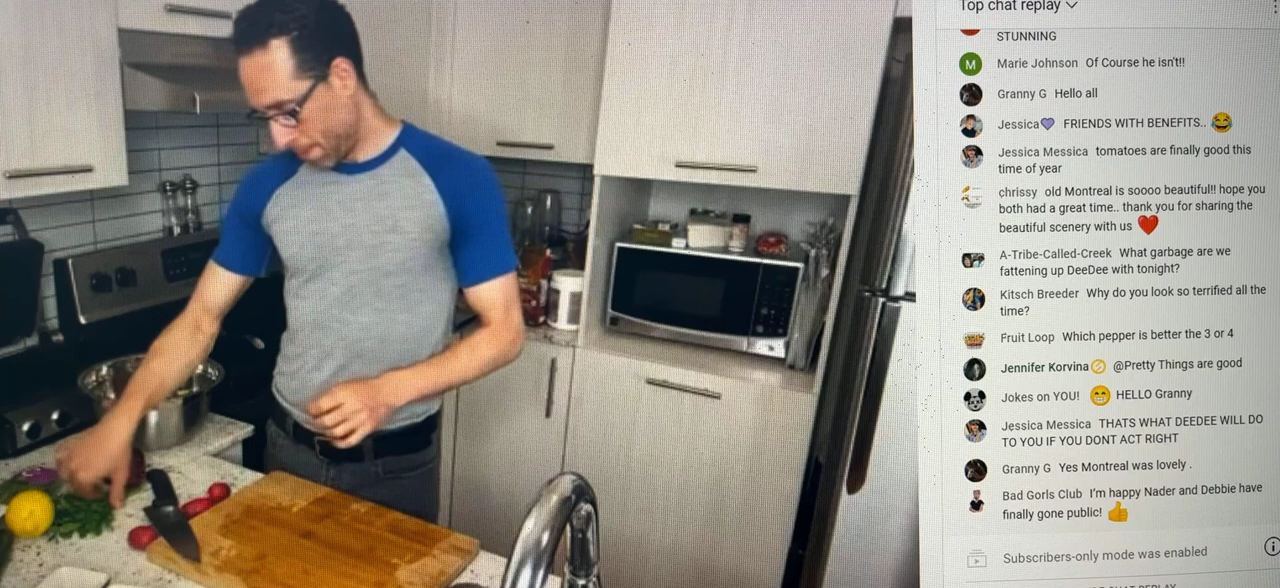 Top chat replay
STUNNING
Marie Johnson Of Course he isn't!!
Granny G Hello all
Jessica💜 FRIENDS WITH BENEFITS.. 😂
Jessica Messica tomatoes are finally good this
time of year
chrissy old Montreal is soooo beautiful!! hope you
both had a great time.. thank you for sharing the
beautiful scenery with us ❤️
A-Tribe-Called-Creek What garbage are we
fattening up DeeDee with tonight?
Kitsch Breeder Why do you look so terrified all the
time?
Fruit Loop Which pepper is better the 3 or 4
Jennifer Korvina @Pretty Things are good
Jokes on YOU! 😁 HELLO Granny
Jessica Messica THATS WHAT DEEDEE WILL DO
TO YOU IF YOU DONT ACT RIGHT
Granny G Yes Montreal was lovely .
Bad Gorls Club I'm happy Nader and Debbie have
finally gone public! 👍
Subscribers-only mode was enabled
CHAT REPLAY